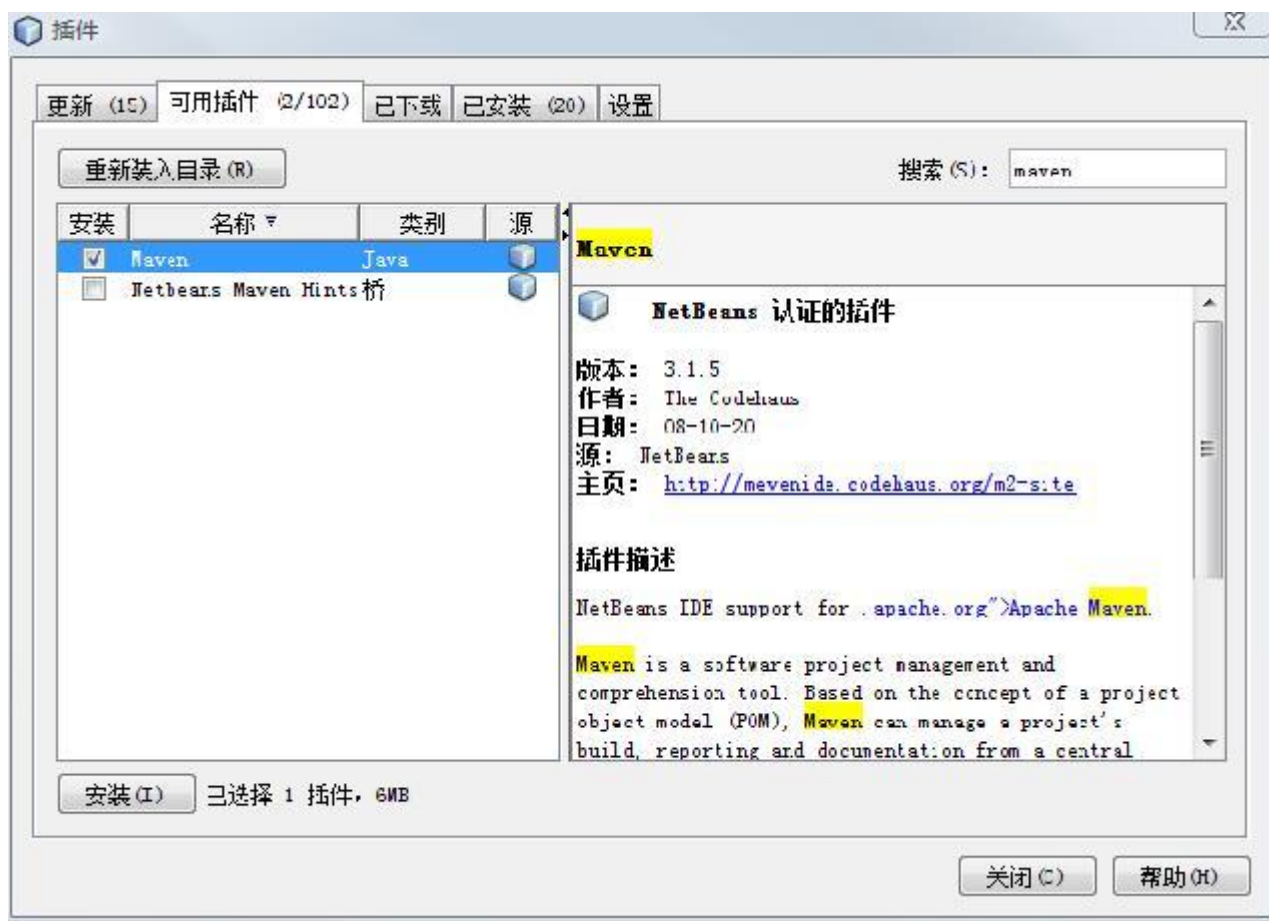 插件
更新 (15) 可用插件 (2/102) 已下载 已安装 (20) 设置
重新装入目录(R) 搜索(S): maven
安装 名称 类别 源
Maven Java
Netbeans Maven Hints 桥
Maven
NetBeans 认证的插件
版本: 3.1.5
作者: The Codehaus
日期: 08-10-20
源: NetBeans
主页: http://mevenide.codehaus.org/m2-site
插件描述
NetBeans IDE support for .apache.org">Apache Maven.
Maven is a software project management and
comprehension tool. Based on the concept of a project
object model (POM), Maven can manage a project's
build, reporting and documentation from a central
安装(I) 已选择 1 插件, 6MB
关闭(C) 帮助(H)